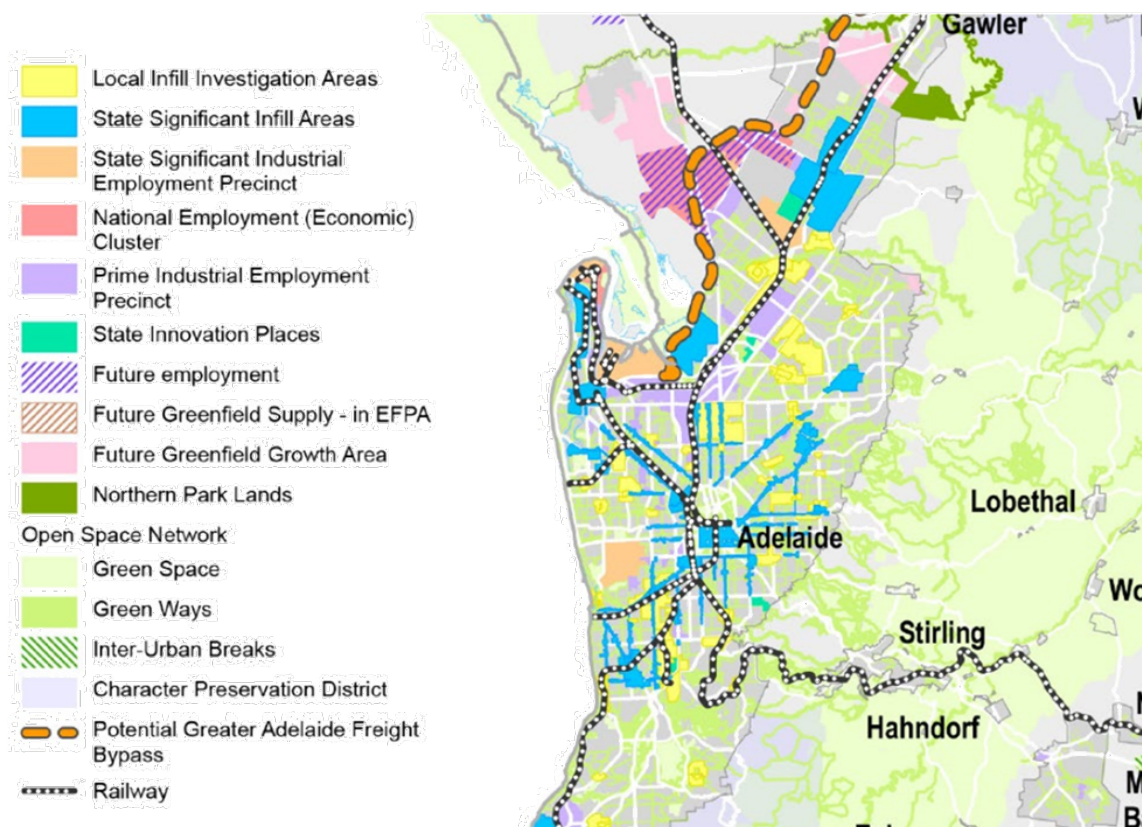 Local Infill Investigation Areas
State Significant Infill Areas
State Significant Industrial
Employment Precinct
National Employment (Economic)
Cluster
Prime Industrial Employment
Precinct
State Innovation Places
Future employment
Future Greenfield Supply - in EFPA
Future Greenfield Growth Area
Northern Park Lands
Open Space Network
Green Space
Green Ways
Inter-Urban Breaks
Character Preservation District
Potential Greater Adelaide Freight
Bypass
Railway
Gawler
Lobethal
Adelaide
Stirling
Hahndorf